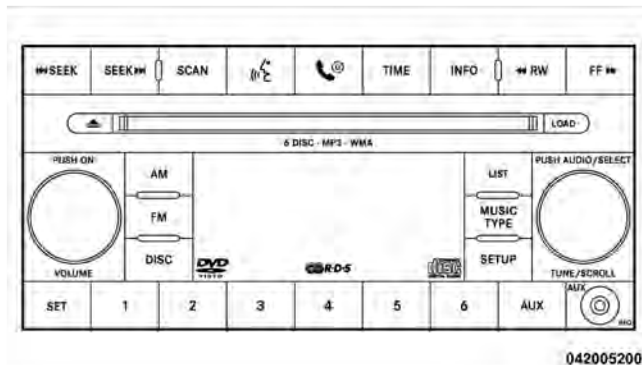 SEEK SEEK SCAN TIME INFO RW FF
LOAD
6 DISC - MP3 - WMA
PUSH ON PUSH AUDIO/SELECT
AM LIST
FM MUSIC
TYPE
DISC SETUP
DVD
VIDEO
R·D·S
disc
VOLUME TUNE/SCROLL
SET 1 2 3 4 5 6 AUX AUX
042005200